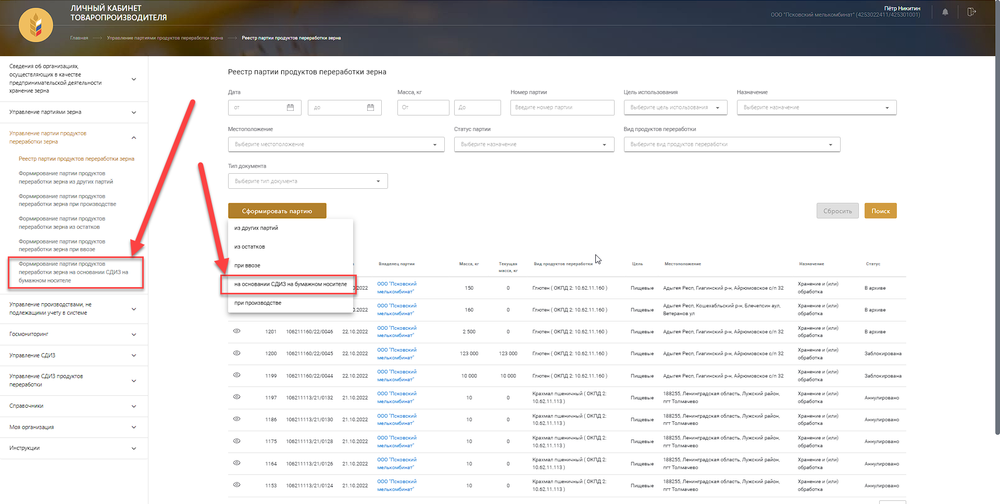 ЛИЧНЫЙ КАБИНЕТ
ТОВАРОПРОИЗВОДИТЕЛЯ
Пётр Никитин
ООО "Псковский мелькомбинат" (4253022411/425301001)
Главная
Управление партиями продуктов переработки зерна
Реестр партии продуктов переработки зерна
Сведения об организациях,
осуществляющих в качестве
предпринимательской деятельности
хранение зерна
Управление партиями зерна
Управление партии продуктов
переработки зерна
Реестр партии продуктов переработки зерна
Формирование партии продуктов
переработки зерна из других партий
Формирование партии продуктов
переработки зерна при производстве
Формирование партии продуктов
переработки зерна из остатков
Формирование партии продуктов
переработки зерна при ввозе
Формирование партии продуктов
переработки зерна на основании СДИЗ на
бумажном носителе
Управление производствами, не
подлежащими учету в системе
Госмониторинг
Управление СДИЗ
Управление СДИЗ продуктов
переработки
Справочники
Моя организация
Инструкции
Реестр партии продуктов переработки зерна
Дата Масса, кг Номер партии Цель использования Назначение
от до От До Введите номер партии Выберите цель использования Выберите назначение
Местоположение Статус партии Вид продуктов переработки
Выберите местоположение Выберите назначение Выберите вид продуктов переработки
Тип документа
Выберите тип документа
Сформировать партию Сбросить Поиск
из других партий
из остатков
при ввозе
на основании СДИЗ на бумажном носителе
при производстве
Владелец партии Масса, кг Текущая масса, кг Вид продуктов переработки Цель Местоположение Назначение Статус
.2022 ООО "Псковский мелькомбинат" 150 0 Глютен ( ОКПД 2: 10.62.11.160 ) Пищевые Адыгея Респ, Гиагинский р-н, Айрюмовское с/п 32 Хранение и (или) обработка В архиве
.2022 ООО "Псковский мелькомбинат" 160 0 Глютен ( ОКПД 2: 10.62.11.160 ) Пищевые Адыгея Респ, Кошехабльский р-н, Блечепсин аул, Ветеранов ул Хранение и (или) обработка В архиве
1201 106211160/22/0046 22.10.2022 ООО "Псковский мелькомбинат" 2 500 0 Глютен ( ОКПД 2: 10.62.11.160 ) Пищевые Адыгея Респ, Гиагинский р-н, Айрюмовское с/п 32 Хранение и (или) обработка В архиве
1200 106211160/22/0045 22.10.2022 ООО "Псковский мелькомбинат" 123 000 123 000 Глютен ( ОКПД 2: 10.62.11.160 ) Пищевые Адыгея Респ, Гиагинский р-н, Айрюмовское с/п 32 Хранение и (или) обработка Заблокирована
1199 106211160/22/0044 22.10.2022 ООО "Псковский мелькомбинат" 10 000 10 000 Глютен ( ОКПД 2: 10.62.11.160 ) Пищевые Адыгея Респ, Гиагинский р-н, Айрюмовское с/п 32 Хранение и (или) обработка Заблокирована
1197 106211113/21/0132 21.10.2022 ООО "Псковский мелькомбинат" 10 0 Крахмал пшеничный ( ОКПД 2: 10.62.11.113 ) Пищевые 188255, Ленинградская область, Лужский район, пгт Толмачево Хранение и (или) обработка Аннулировано
1186 106211113/21/0130 21.10.2022 ООО "Псковский мелькомбинат" 10 0 Крахмал пшеничный ( ОКПД 2: 10.62.11.113 ) Пищевые 188255, Ленинградская область, Лужский район, пгт Толмачево Хранение и (или) обработка Аннулировано
1175 106211113/21/0128 21.10.2022 ООО "Псковский мелькомбинат" 10 0 Крахмал пшеничный ( ОКПД 2: 10.62.11.113 ) Пищевые 188255, Ленинградская область, Лужский район, пгт Толмачево Хранение и (или) обработка Аннулировано
1164 106211113/21/0126 21.10.2022 ООО "Псковский мелькомбинат" 10 0 Крахмал пшеничный ( ОКПД 2: 10.62.11.113 ) Пищевые 188255, Ленинградская область, Лужский район, пгт Толмачево Хранение и (или) обработка Аннулировано
1153 106211113/21/0124 21.10.2022 ООО "Псковский мелькомбинат" 10 0 Крахмал пшеничный ( ОКПД 2: 10.62.11.113 ) Пищевые 188255, Ленинградская область, Лужский район, пгт Толмачево Хранение и (или) обработка Аннулировано